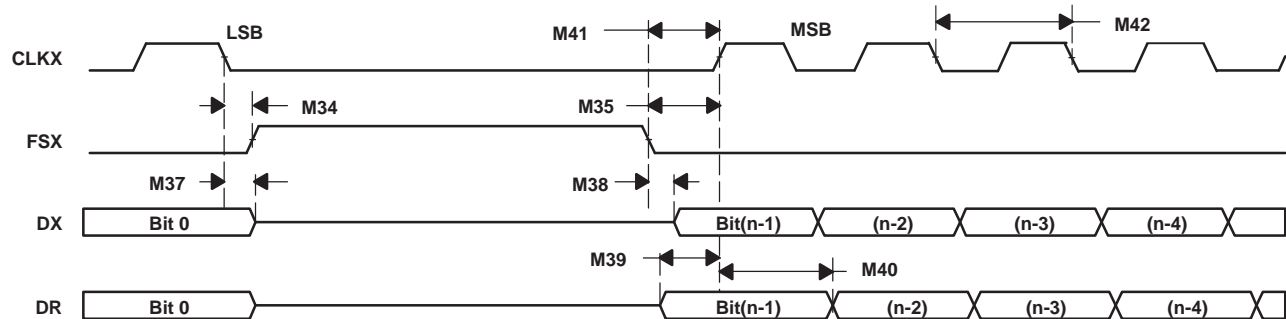 LSB
M41
MSB
M42
CLKX
M34
M35
FSX
M37
M38
DX
Bit 0
Bit(n-1)
(n-2)
(n-3)
(n-4)
M39
M40
DR
Bit 0
Bit(n-1)
(n-2)
(n-3)
(n-4)